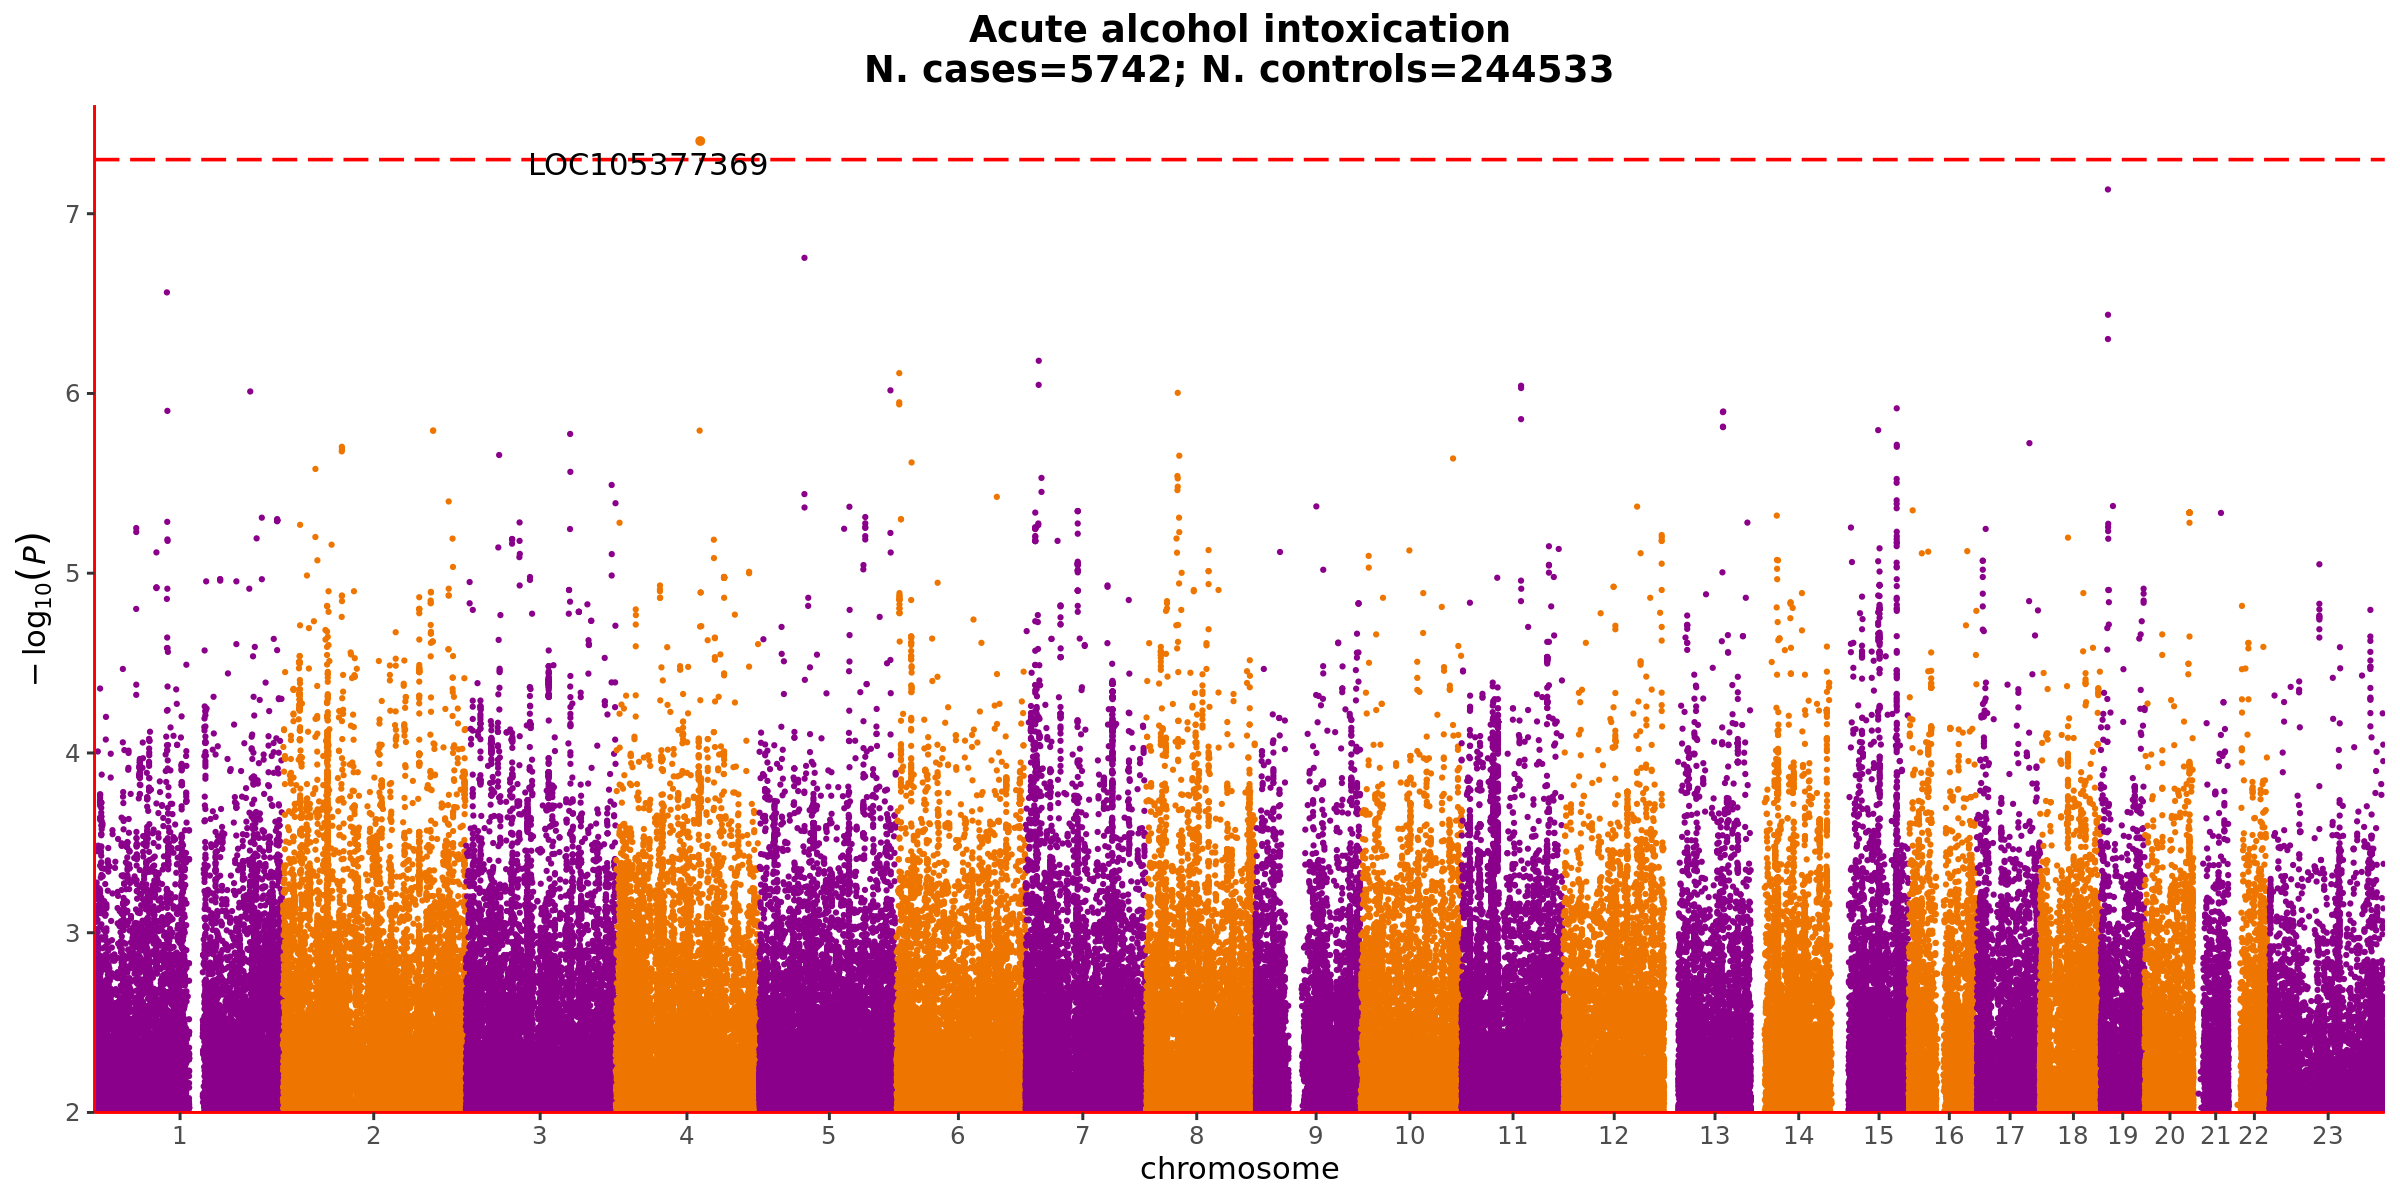 Acute alcohol intoxication
N. cases=5742; N. controls=244533
LOC105377369
7
6
5
4
3
2
−log10(P)
1 2 3 4 5 6 7 8 9 10 11 12 13 14 15 16 17 18 19 20 21 22 23
chromosome